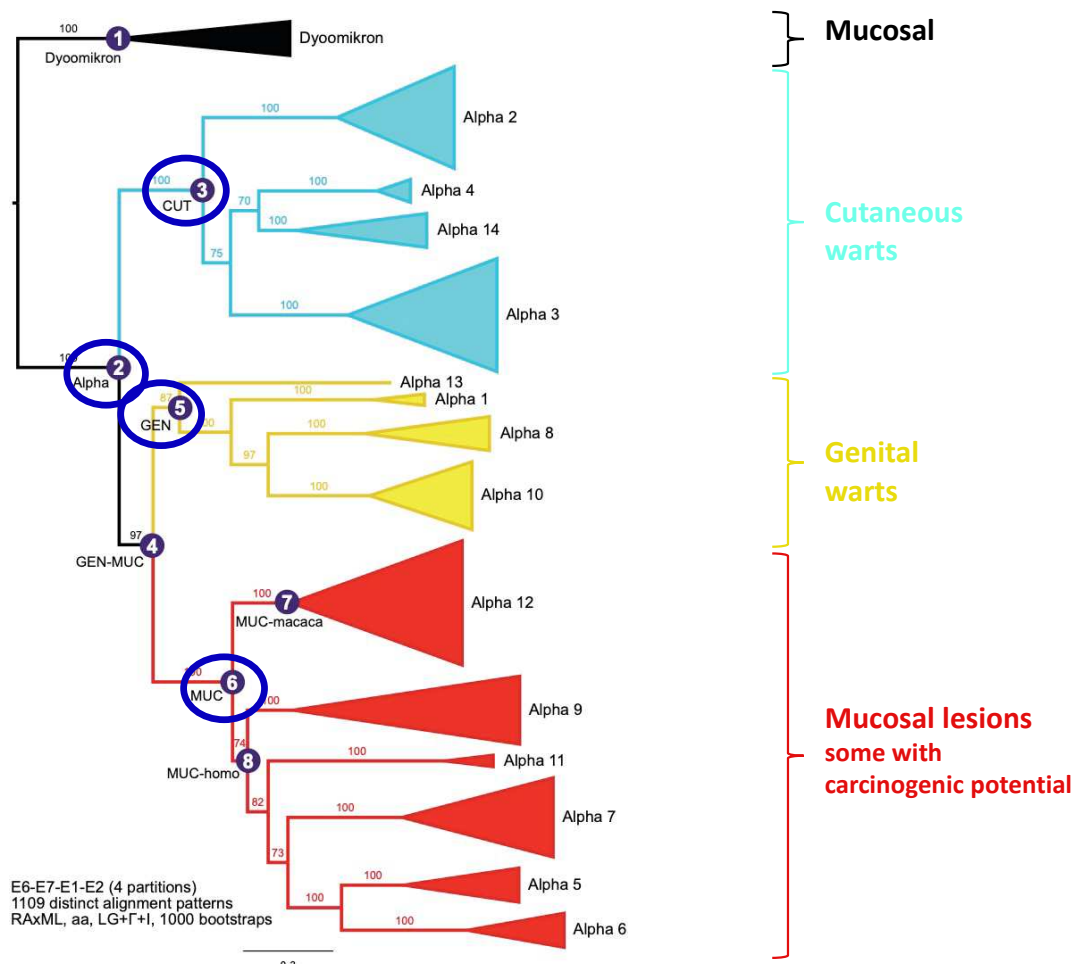 100
1
Dyoomikron
Dyoomikron
Mucosal
100
Alpha 2
100
3
CUT
70
100
Alpha 4
100
Alpha 14
75
100
Alpha 3
Cutaneous
warts
2
Alpha
Alpha 13
87
5
GEN
100
Alpha 1
100
Alpha 8
97
100
Alpha 10
Genital
warts
97
4
GEN-MUC
100
7
MUC-macaca
Alpha 12
6
MUC
Alpha 9
74
8
MUC-homo
100
Alpha 11
82
100
Alpha 7
73
100
100
Alpha 5
100
Alpha 6
Mucosal lesions
some with
carcinogenic potential
E6-E7-E1-E2 (4 partitions)
1109 distinct alignment patterns
RAxML, aa, LG+Γ+I, 1000 bootstraps